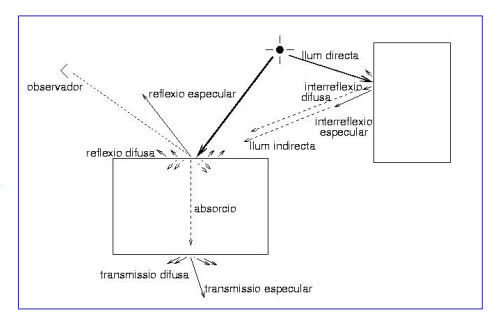 llum directa
observador
reflexio especular
interreflexio
difusa
interreflexio
especular
reflexio difusa
llum indirecta
absorcio
transmissio difusa
transmissio especular